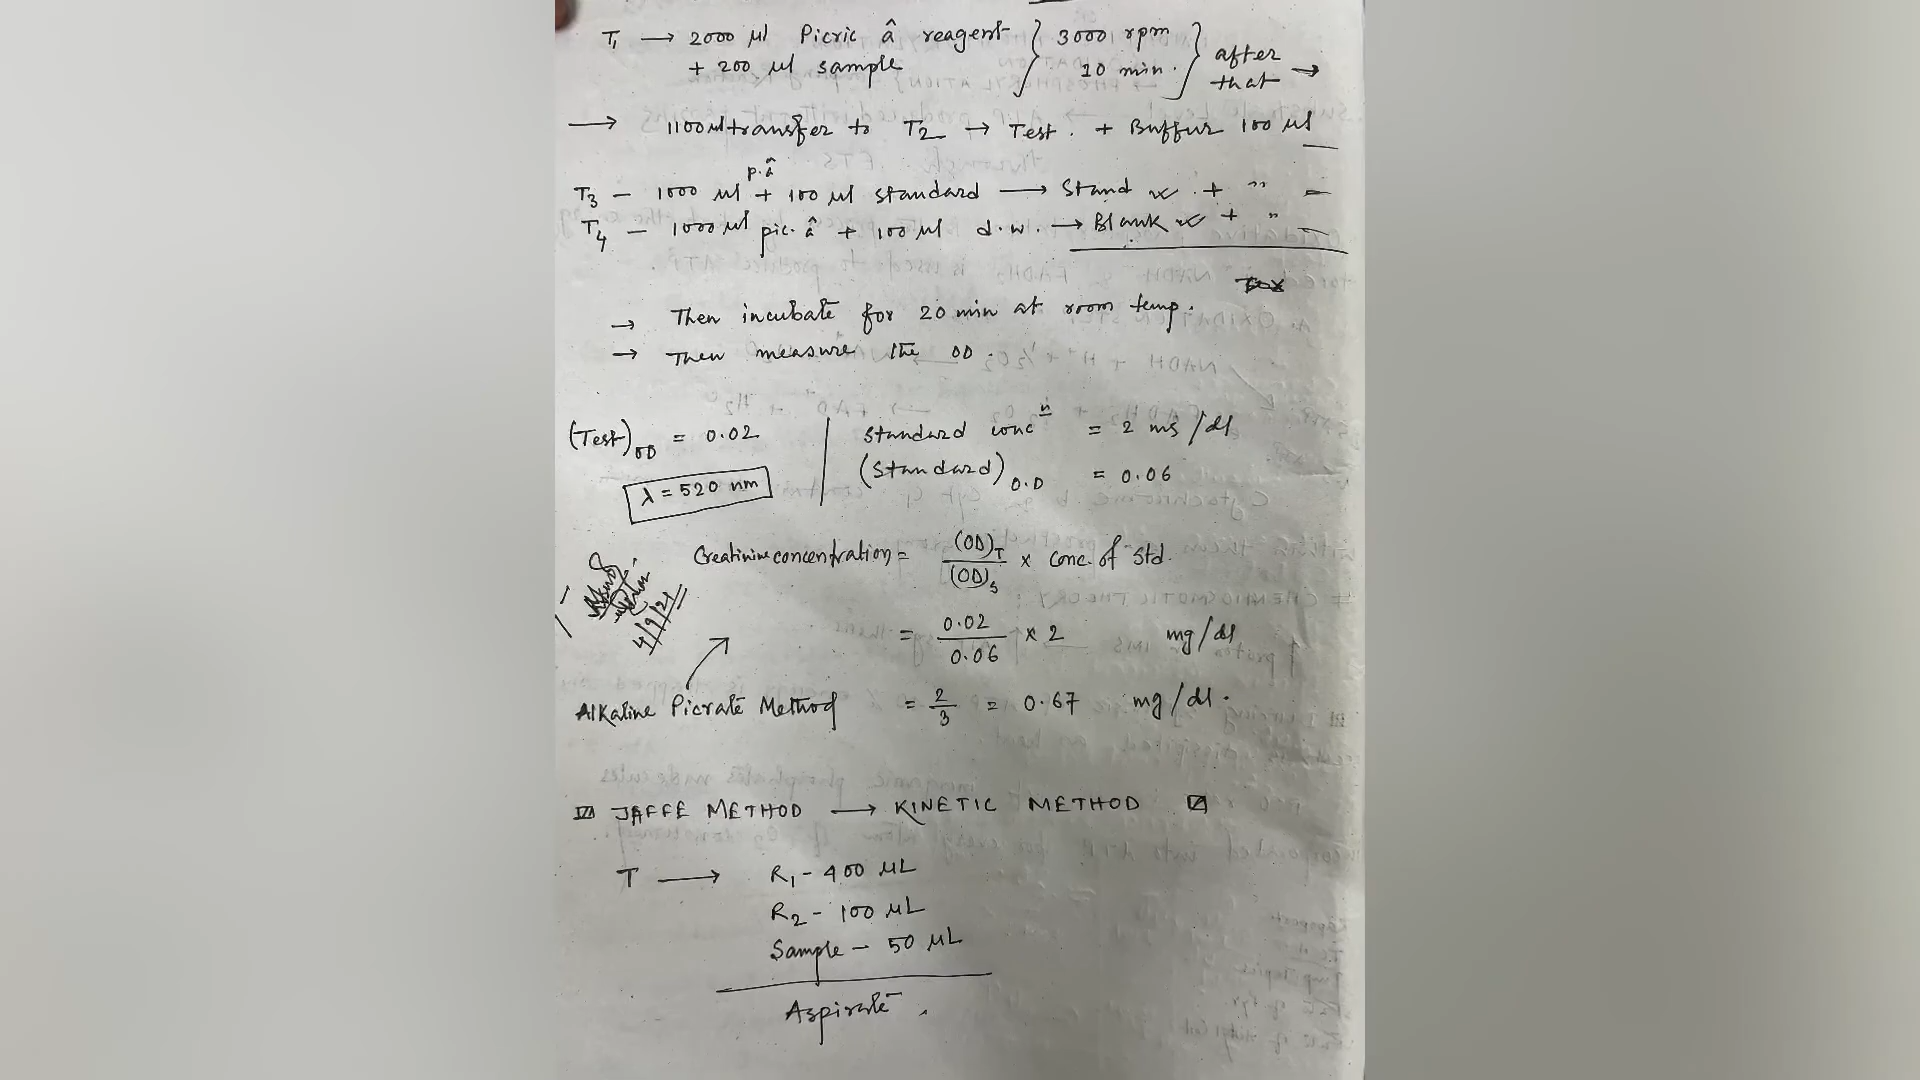 T1 → 2000 µl Picric â reagent } 3000 rpm } after
+ 200 µl sample 10 min. that →
→ 1100 µl transfer to T2 → Test. + Buffur 100 µl
p.â
T3 - 1000 µl + 100 µl standard → Stand + " =
T4 - 1000 µl pic. â + 100 µl d.w. → Blank + "
→ Then incubate for 20 min at room temp.
→ Then measure the OD.
(Test)OD = 0.02 | Standard concn = 2 mg/dl
λ = 520 nm (Standard)O.D = 0.06
Creatinine concentration = (OD)T / (OD)S × conc. of Std.
4/9/21
= 0.02 / 0.06 × 2 mg/dl
Alkaline Picrate Method = 2/3 = 0.67 mg/dl.
JAFFE METHOD → KINETIC METHOD
T → R1 - 400 µL
R2 - 100 µL
Sample - 50 µL
Aspirate.